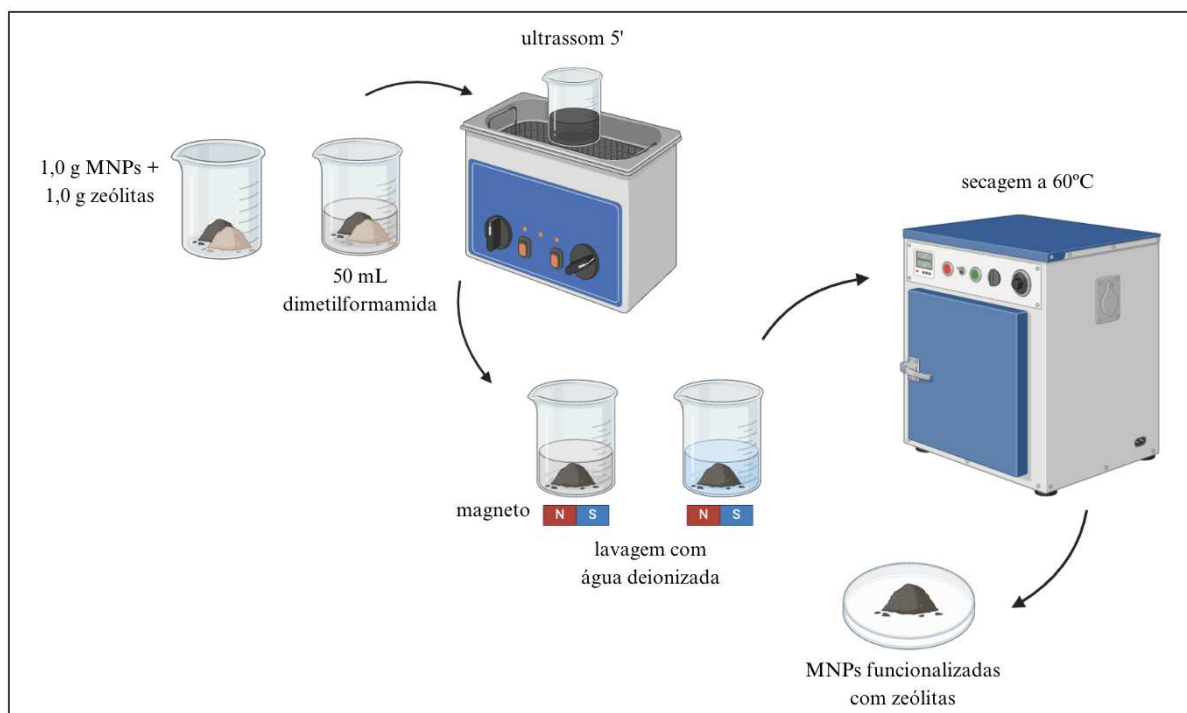 ultrassom 5'
1,0 g MNPs +
1,0 g zeólitas
50 mL
dimetilformamida
secagem a 60ºC
magneto
N S
N S
lavagem com
água deionizada
MNPs funcionalizadas
com zeólitas